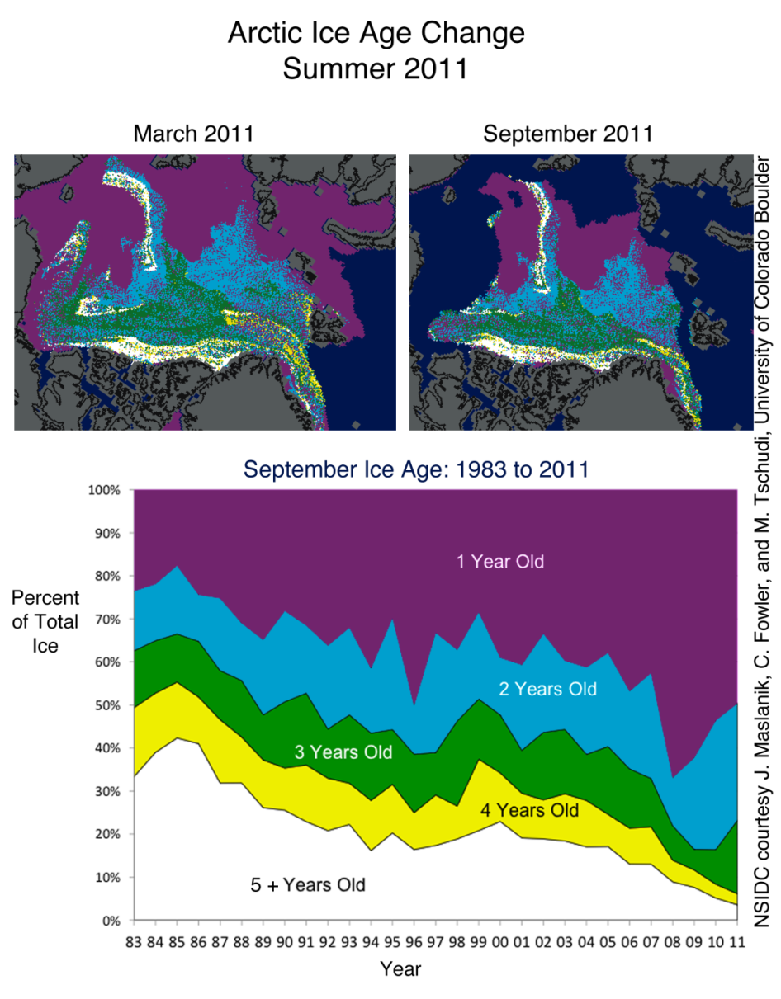 Arctic Ice Age Change
Summer 2011
March 2011
September 2011
NSIDC courtesy J. Maslanik, C. Fowler, and M. Tschudi, University of Colorado Boulder
September Ice Age: 1983 to 2011
100%
90%
80%
70%
60%
50%
40%
30%
20%
10%
0%
Percent
of Total
Ice
1 Year Old
2 Years Old
3 Years Old
4 Years Old
5 + Years Old
83 84 85 86 87 88 89 90 91 92 93 94 95 96 97 98 99 00 01 02 03 04 05 06 07 08 09 10 11
Year